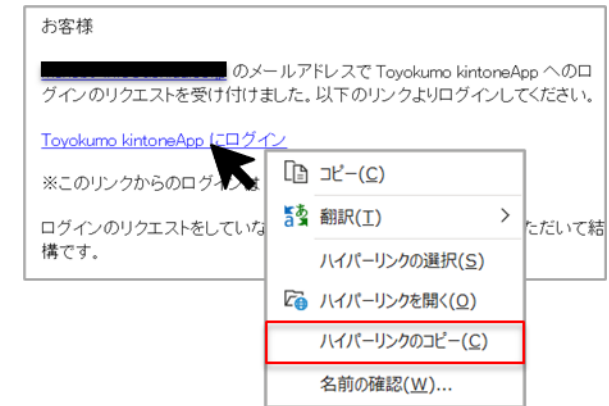 お客様
のメールアドレスで Toyokumo kintoneApp へのロ
グインのリクエストを受け付けました。以下のリンクよりログインしてください。
Toyokumo kintoneApp にログイン
※このリンクからのログインは
ログインのリクエストをしていな
ただいて結
構です。
コピー(C)
翻訳(T)
ハイパーリンクの選択(S)
ハイパーリンクを開く(O)
ハイパーリンクのコピー(C)
名前の確認(W)...